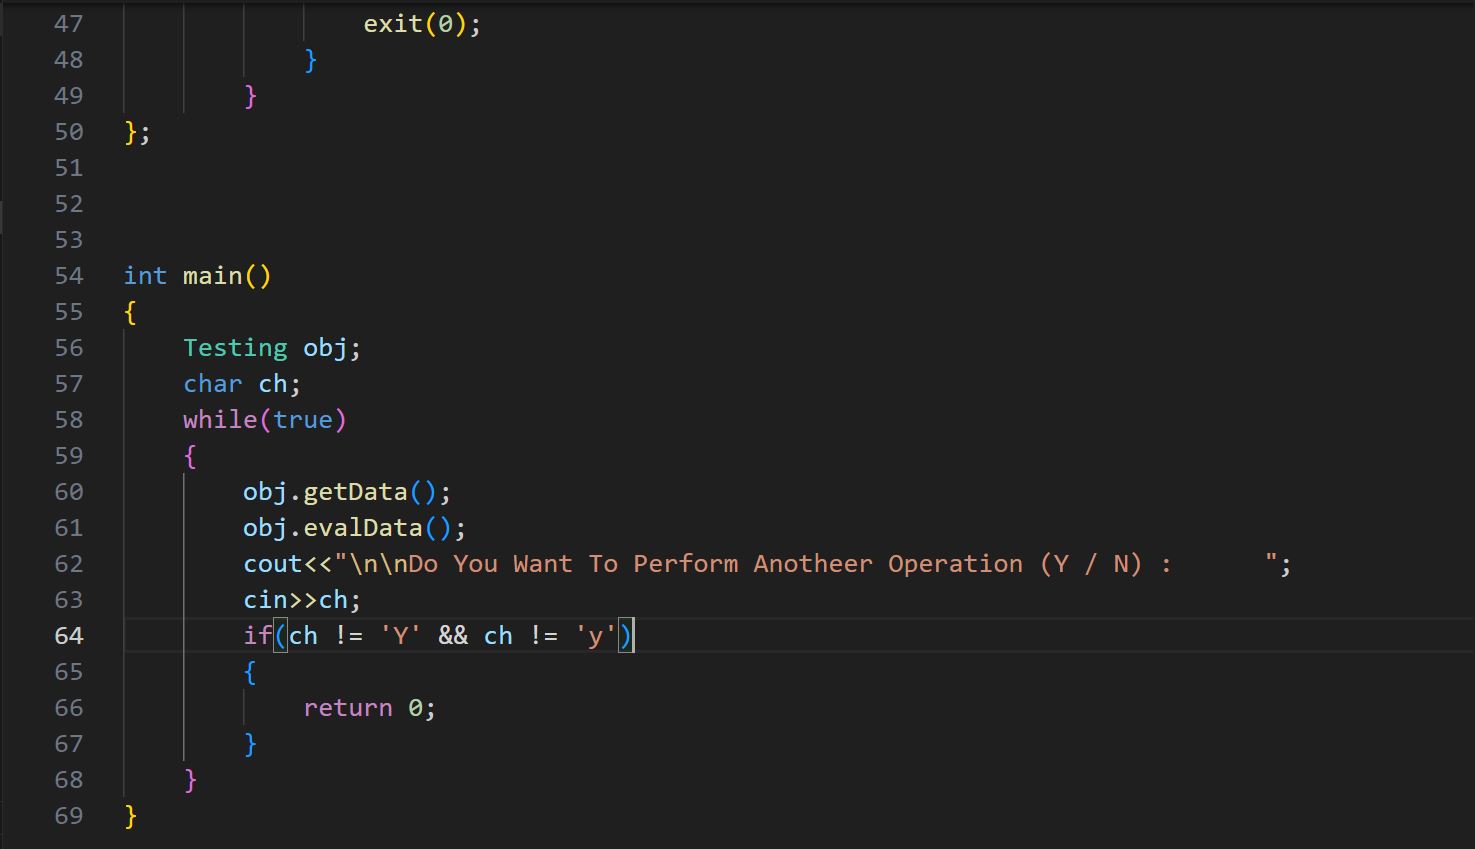 47 exit(0);
48 }
49 }
50 };
51
52
53
54 int main()
55 {
56 Testing obj;
57 char ch;
58 while(true)
59 {
60 obj.getData();
61 obj.evalData();
62 cout<<"\n\nDo You Want To Perform Anotheer Operation (Y / N) :      ";
63 cin>>ch;
64 if(ch != 'Y' && ch != 'y')
65 {
66 return 0;
67 }
68 }
69 }